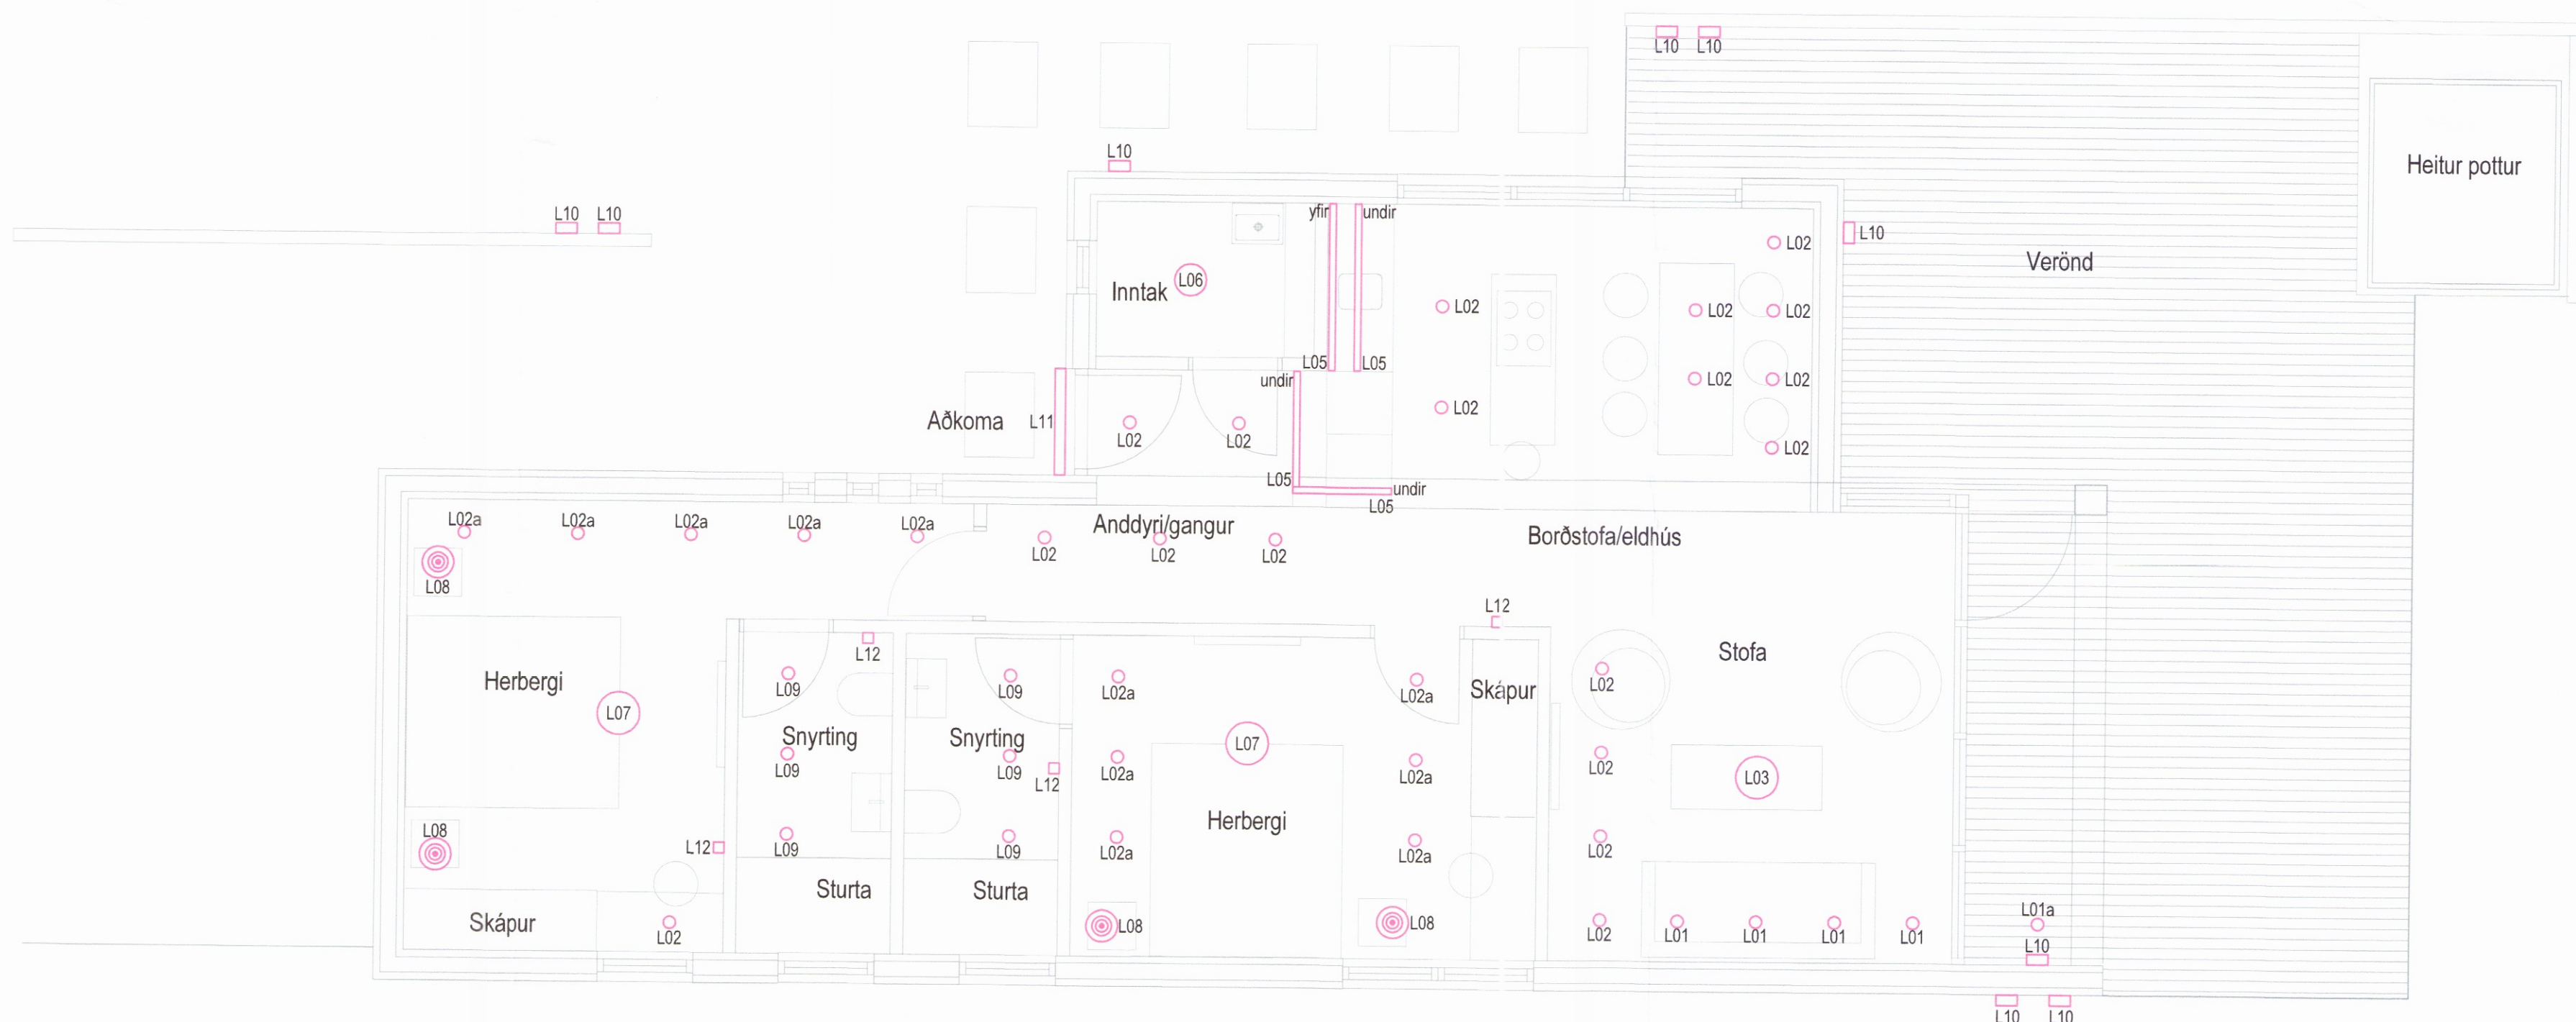 L10 L10
L10
Heitur pottur
L10 L10
yfir undir
L10
L02
Verönd
L06
Inntak
L02
L02 L02
L05 L05
undir
L02 L02
L02
Aðkoma L11
L02 L02
L02
L05
undir
L05
L02a L02a L02a L02a L02a
Anddyri/gangur
Borðstofa/eldhús
L02 L02 L02
L08
L12
L12
Stofa
Herbergi
L09 L09 L02a L02a Skápur L02
L07
Snyrting Snyrting
L07
L09 L09 L02a L02a L02
L12
L03
Herbergi
L08
L12
L09 L09 L02a L02a L02
Sturta Sturta
L01a
Skápur
L02
L08 L08
L02 L01 L01 L01 L01
L10
L10 L10